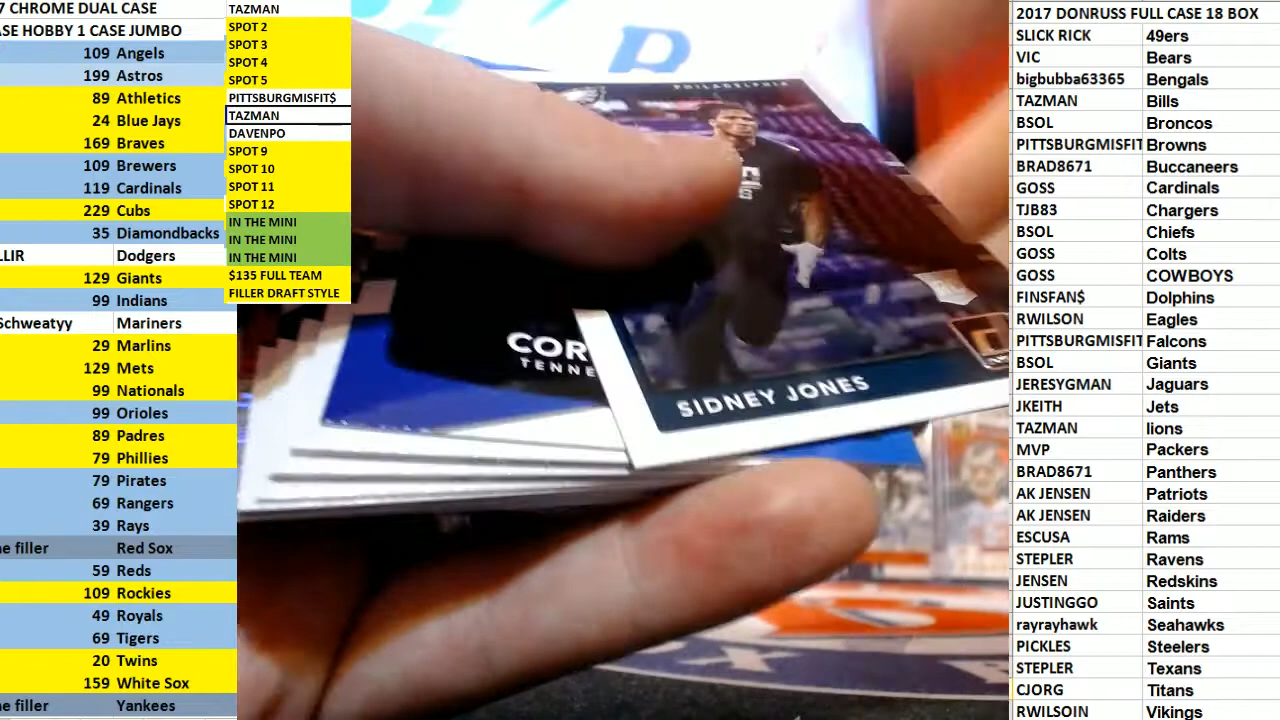 7 CHROME DUAL CASE
ASE HOBBY 1 CASE JUMBO
109 Angels
199 Astros
89 Athletics
24 Blue Jays
169 Braves
109 Brewers
119 Cardinals
229 Cubs
35 Diamondbacks
LLIR Dodgers
129 Giants
99 Indians
Schweatyy Mariners
29 Marlins
129 Mets
99 Nationals
99 Orioles
89 Padres
79 Phillies
79 Pirates
69 Rangers
39 Rays
ne filler Red Sox
59 Reds
109 Rockies
49 Royals
69 Tigers
20 Twins
159 White Sox
ne filler Yankees
TAZMAN
SPOT 2
SPOT 3
SPOT 4
SPOT 5
PITTSBURGMISFIT$
TAZMAN
DAVENPO
SPOT 9
SPOT 10
SPOT 11
SPOT 12
IN THE MINI
IN THE MINI
IN THE MINI
$135 FULL TEAM
FILLER DRAFT STYLE
PHILADELPHIA
COR
TENNE
SIDNEY JONES
2017 DONRUSS FULL CASE 18 BOX
SLICK RICK 49ers
VIC Bears
bigbubba63365 Bengals
TAZMAN Bills
BSOL Broncos
PITTSBURGMISFIT Browns
BRAD8671 Buccaneers
GOSS Cardinals
TJB83 Chargers
BSOL Chiefs
GOSS Colts
GOSS COWBOYS
FINSFAN$ Dolphins
RWILSON Eagles
PITTSBURGMISFIT Falcons
BSOL Giants
JERESYGMAN Jaguars
JKEITH Jets
TAZMAN lions
MVP Packers
BRAD8671 Panthers
AK JENSEN Patriots
AK JENSEN Raiders
ESCUSA Rams
STEPLER Ravens
JENSEN Redskins
JUSTINGGO Saints
rayrayhawk Seahawks
PICKLES Steelers
STEPLER Texans
CJORG Titans
RWILSOIN Vikings